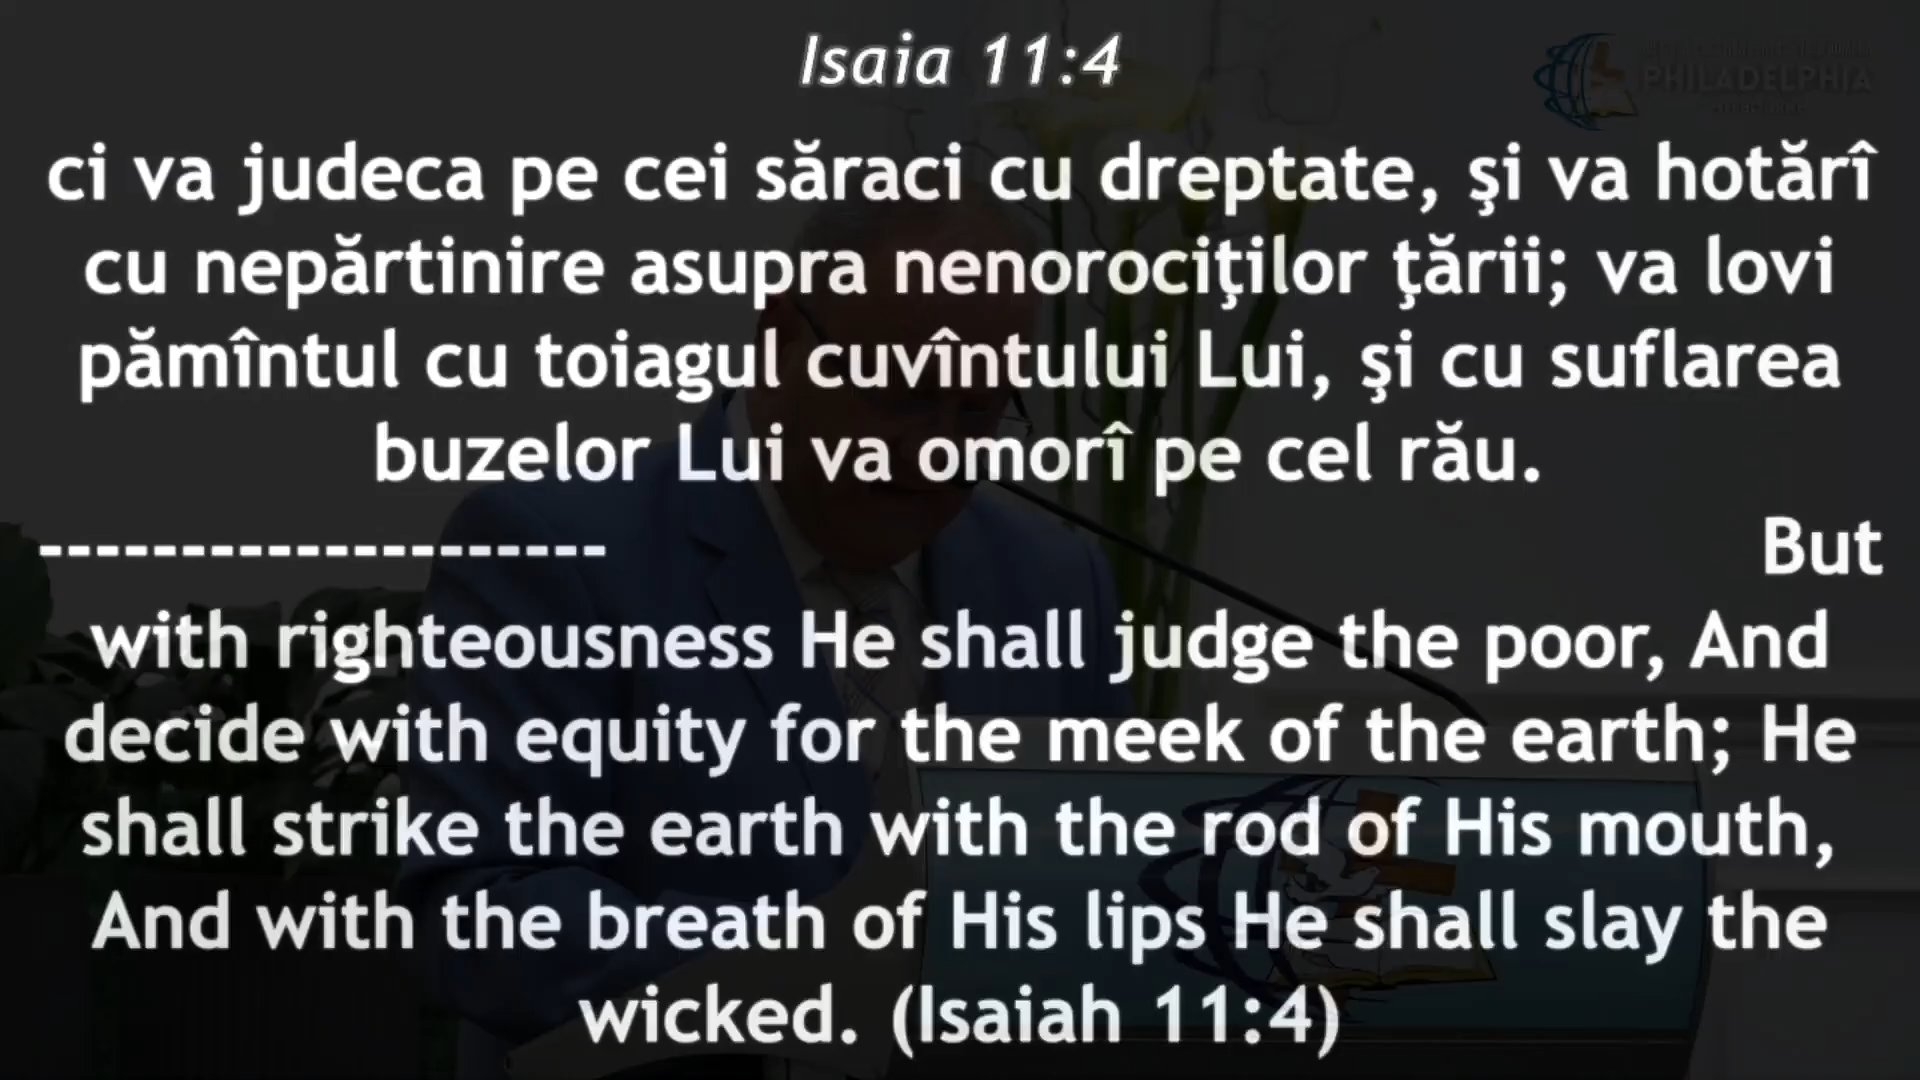 Isaia 11:4
PHILADELPHIA
ci va judeca pe cei săraci cu dreptate, şi va hotărî
cu nepărtinire asupra nenorociţilor ţării; va lovi
pămîntul cu toiagul cuvîntului Lui, şi cu suflarea
buzelor Lui va omorî pe cel rău.
-------------------- But
with righteousness He shall judge the poor, And
decide with equity for the meek of the earth; He
shall strike the earth with the rod of His mouth,
And with the breath of His lips He shall slay the
wicked. (Isaiah 11:4)